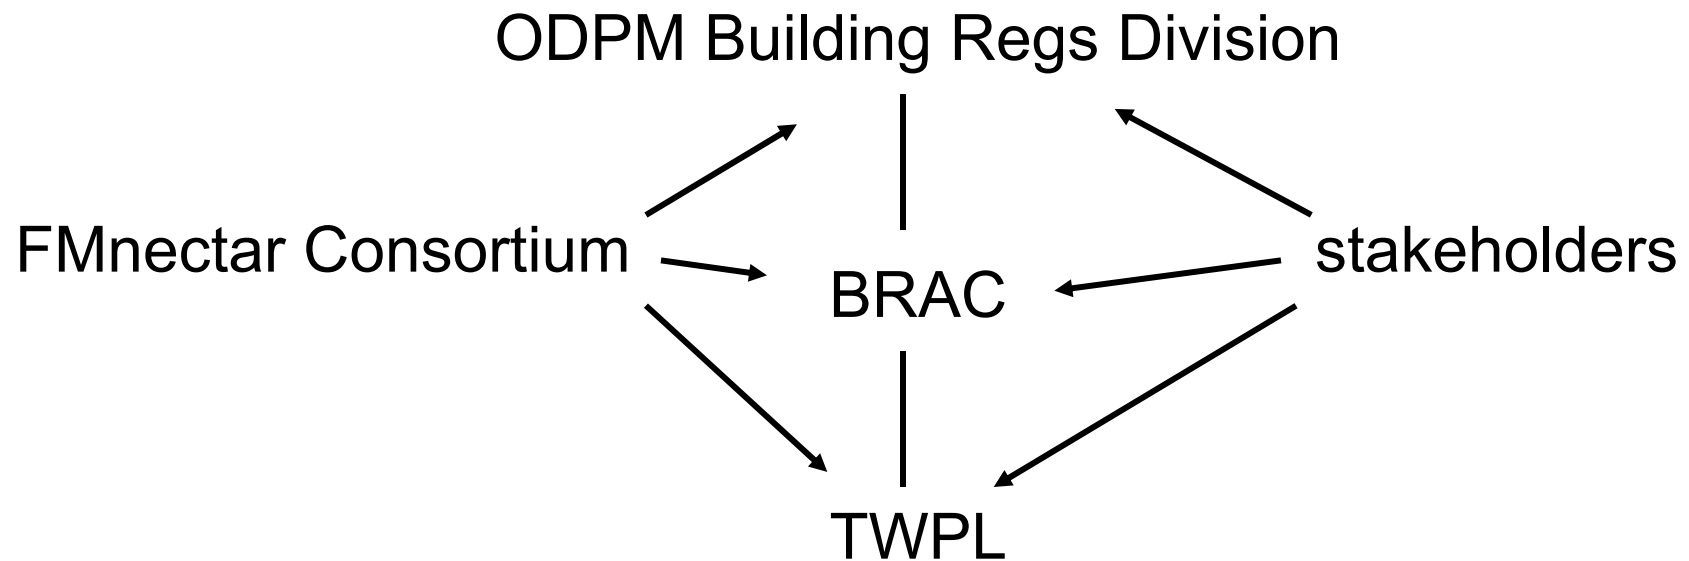 ODPM Building Regs Division
FMnectar Consortium
stakeholders
BRAC
TWPL